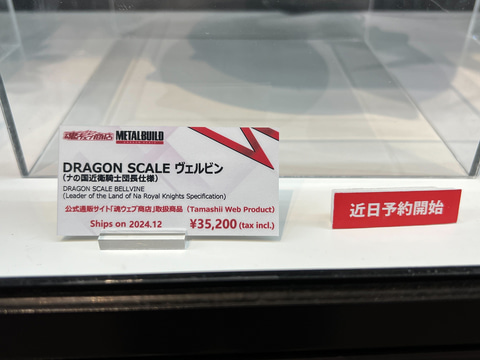 魂ウェブ商店 METALBUILD
DRAGON SCALE ヴェルビン
(ナの国近衛騎士団長仕様)
DRAGON SCALE BELLVINE
(Leader of the Land of Na Royal Knights Specification)
公式通販サイト「魂ウェブ商店」取扱商品 (Tamashii Web Product)
Ships on 2024.12 ¥35,200 (tax incl.)
近日予約開始